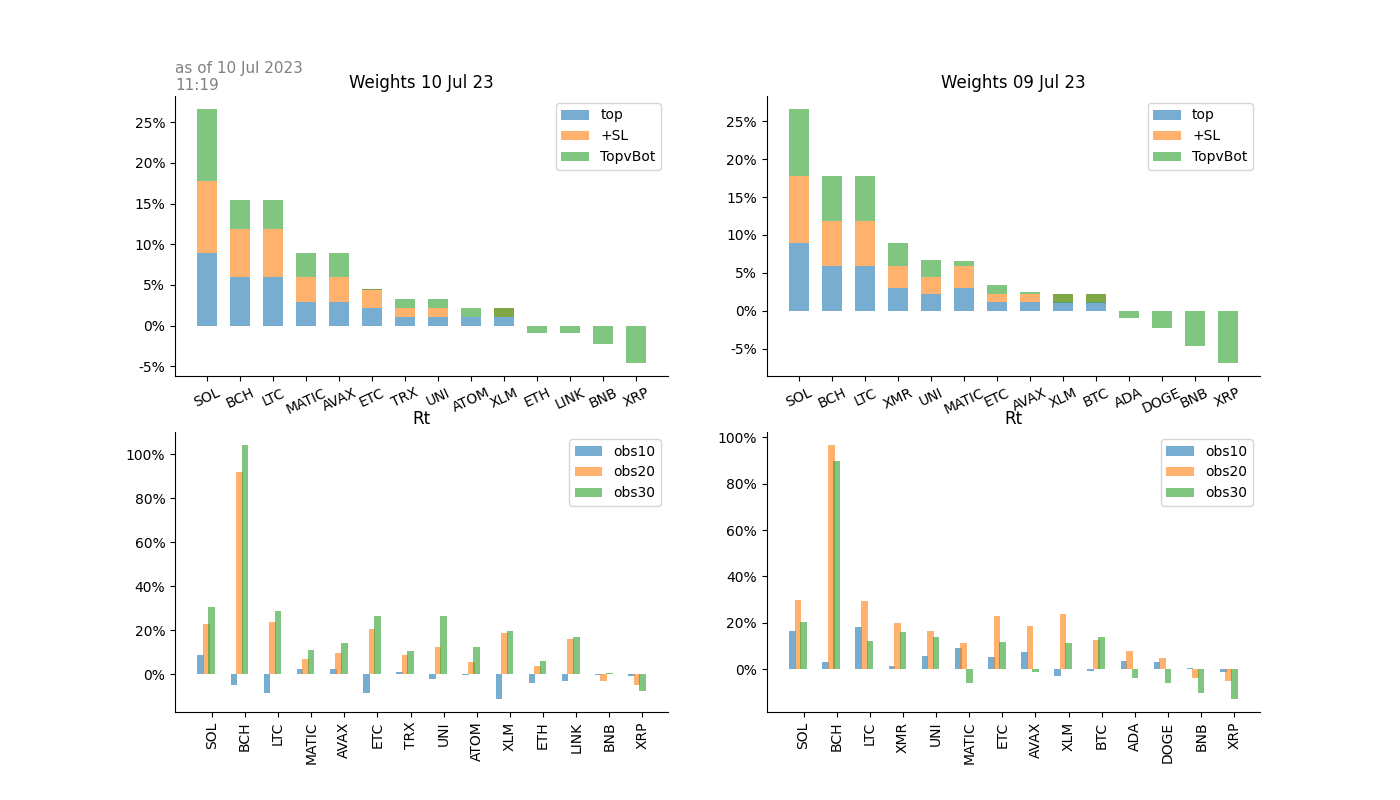 as of 10 Jul 2023
11:19
Weights 10 Jul 23
25%
20%
15%
10%
5%
0%
-5%
top
+SL
TopvBot
SOL BCH LTC MATIC AVAX ETC TRX UNI ATOM XLM ETH LINK BNB XRP
Weights 09 Jul 23
25%
20%
15%
10%
5%
0%
-5%
top
+SL
TopvBot
SOL BCH LTC XMR UNI MATIC ETC AVAX XLM BTC ADA DOGE BNB XRP
Rt
100%
80%
60%
40%
20%
0%
obs10
obs20
obs30
SOL BCH LTC MATIC AVAX ETC TRX UNI ATOM XLM ETH LINK BNB XRP
Rt
100%
80%
60%
40%
20%
0%
obs10
obs20
obs30
SOL BCH LTC XMR UNI MATIC ETC AVAX XLM BTC ADA DOGE BNB XRP